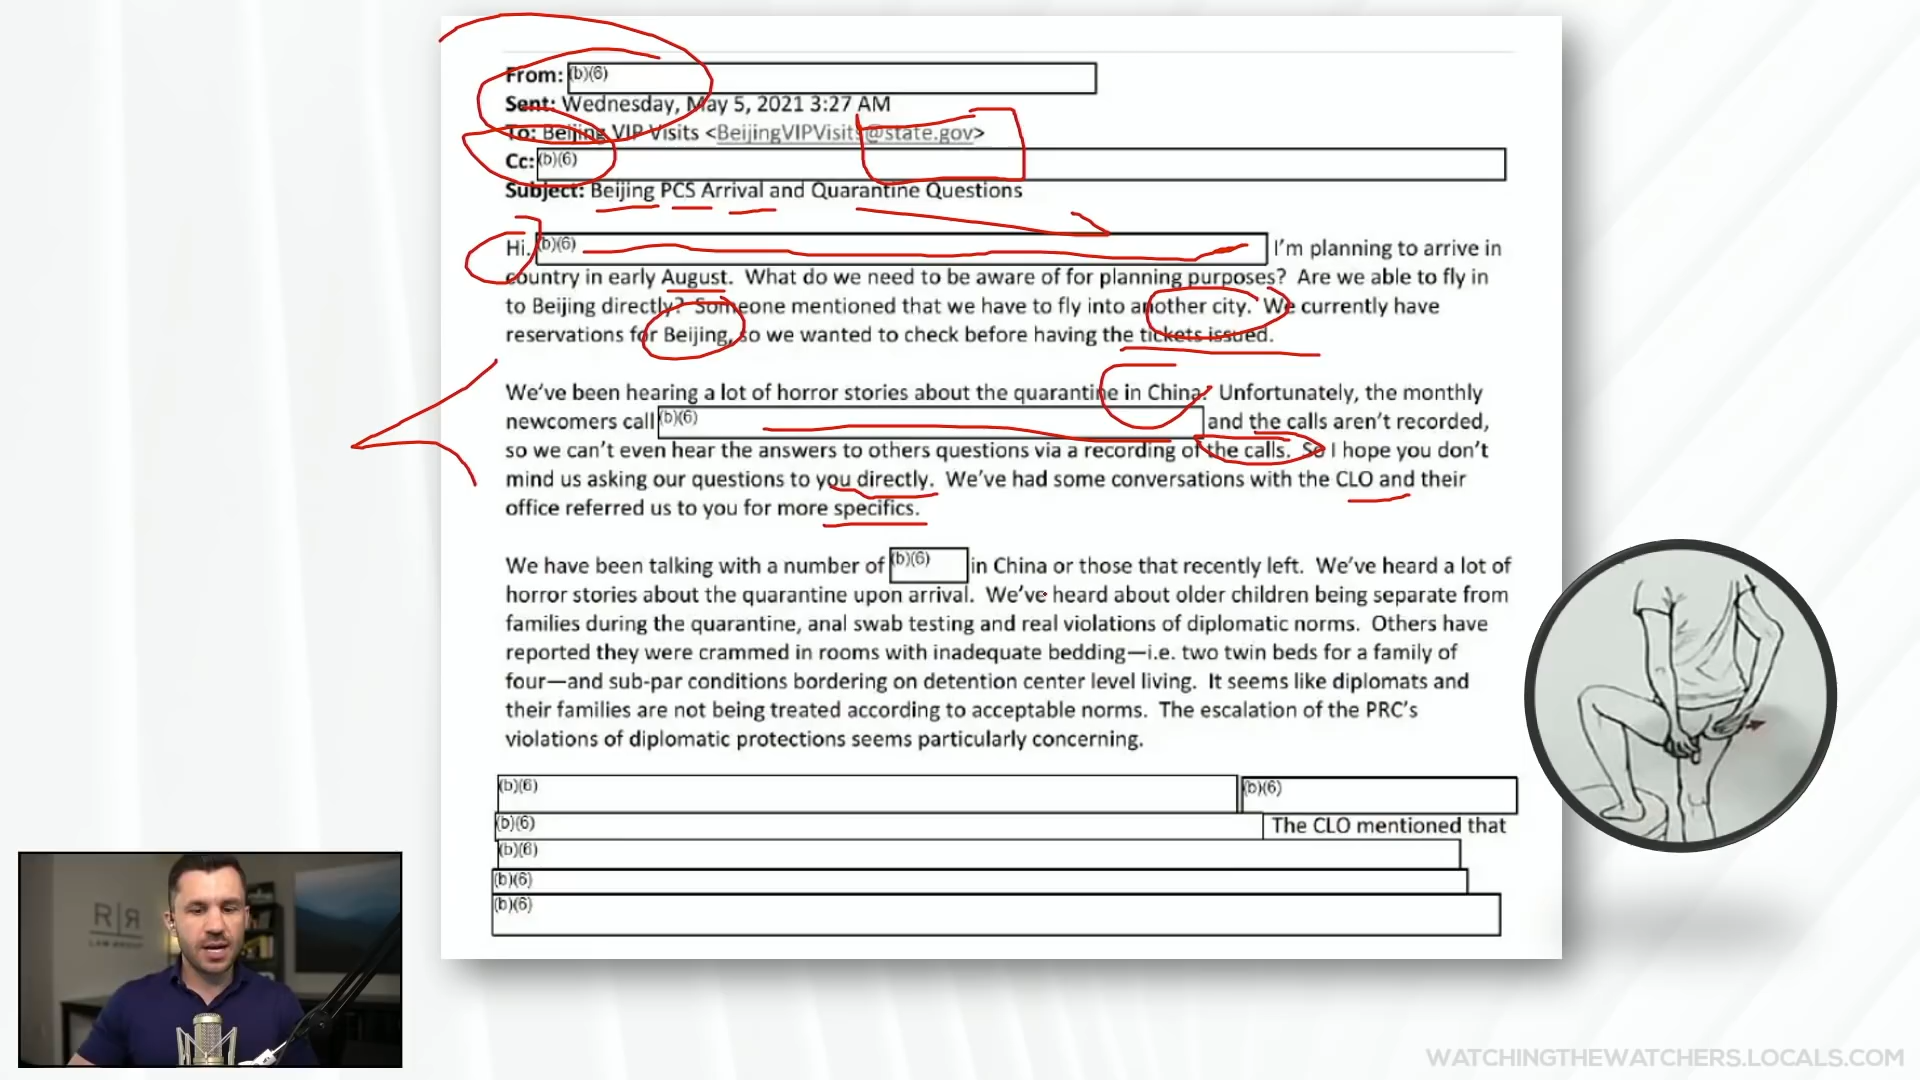 From: (b)(6)
Sent: Wednesday, May 5, 2021 3:27 AM
To: Beijing VIP Visits <BeijingVIPVisits@state.gov>
Cc: (b)(6)
Subject: Beijing PCS Arrival and Quarantine Questions
Hi. (b)(6) I'm planning to arrive in
country in early August. What do we need to be aware of for planning purposes? Are we able to fly in
to Beijing directly? Someone mentioned that we have to fly into another city. We currently have
reservations for Beijing, so we wanted to check before having the tickets issued.
We've been hearing a lot of horror stories about the quarantine in China. Unfortunately, the monthly
newcomers call (b)(6) and the calls aren't recorded,
so we can't even hear the answers to others questions via a recording of the calls. So I hope you don't
mind us asking our questions to you directly. We've had some conversations with the CLO and their
office referred us to you for more specifics.
We have been talking with a number of (b)(6) in China or those that recently left. We've heard a lot of
horror stories about the quarantine upon arrival. We've heard about older children being separate from
families during the quarantine, anal swab testing and real violations of diplomatic norms. Others have
reported they were crammed in rooms with inadequate bedding—i.e. two twin beds for a family of
four—and sub-par conditions bordering on detention center level living. It seems like diplomats and
their families are not being treated according to acceptable norms. The escalation of the PRC's
violations of diplomatic protections seems particularly concerning.
(b)(6) (b)(6)
(b)(6) The CLO mentioned that
(b)(6)
(b)(6)
(b)(6)
R|R
LAW GROUP
WATCHINGTHEWATCHERS.LOCALS.COM